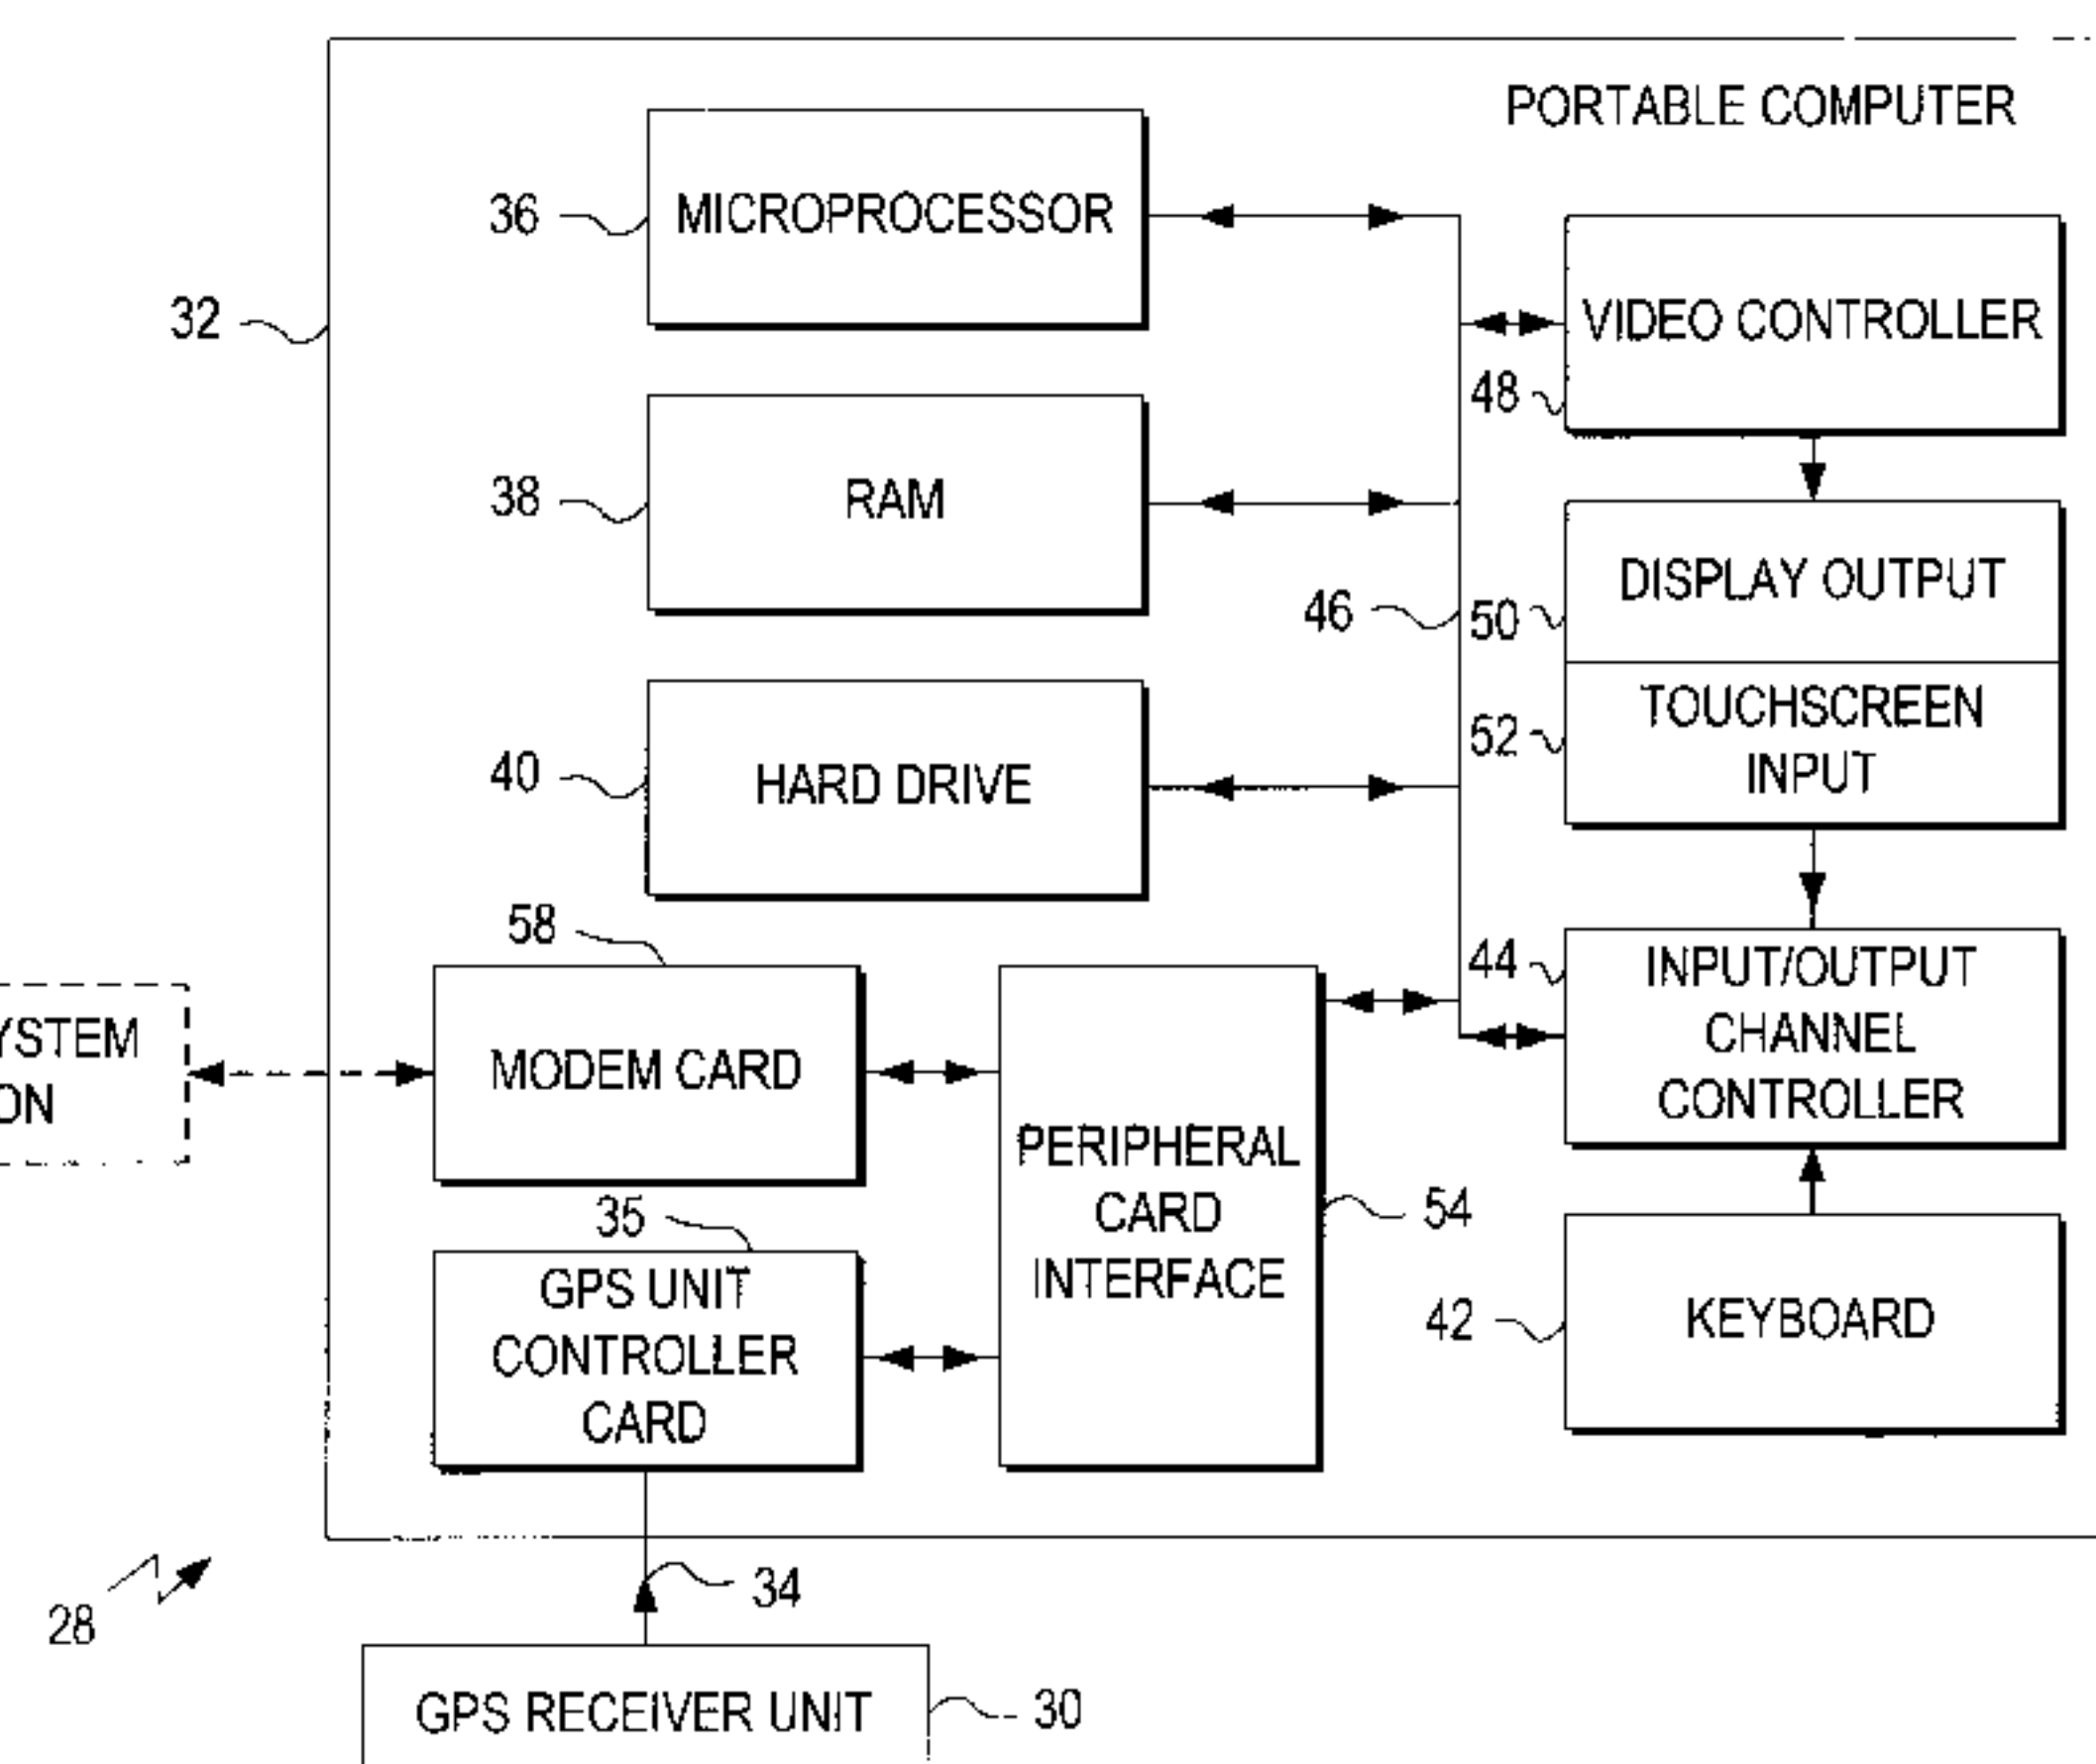 PORTABLE COMPUTER
36
MICROPROCESSOR
32
VIDEO CONTROLLER
48
38
RAM
DISPLAY OUTPUT
46
50
TOUCHSCREEN
INPUT
52
40
HARD DRIVE
58
44
INPUT/OUTPUT
CHANNEL
CONTROLLER
MODEM CARD
PERIPHERAL
CARD
INTERFACE
54
35
GPS UNIT
CONTROLLER
CARD
42
KEYBOARD
34
28
GPS RECEIVER UNIT
30